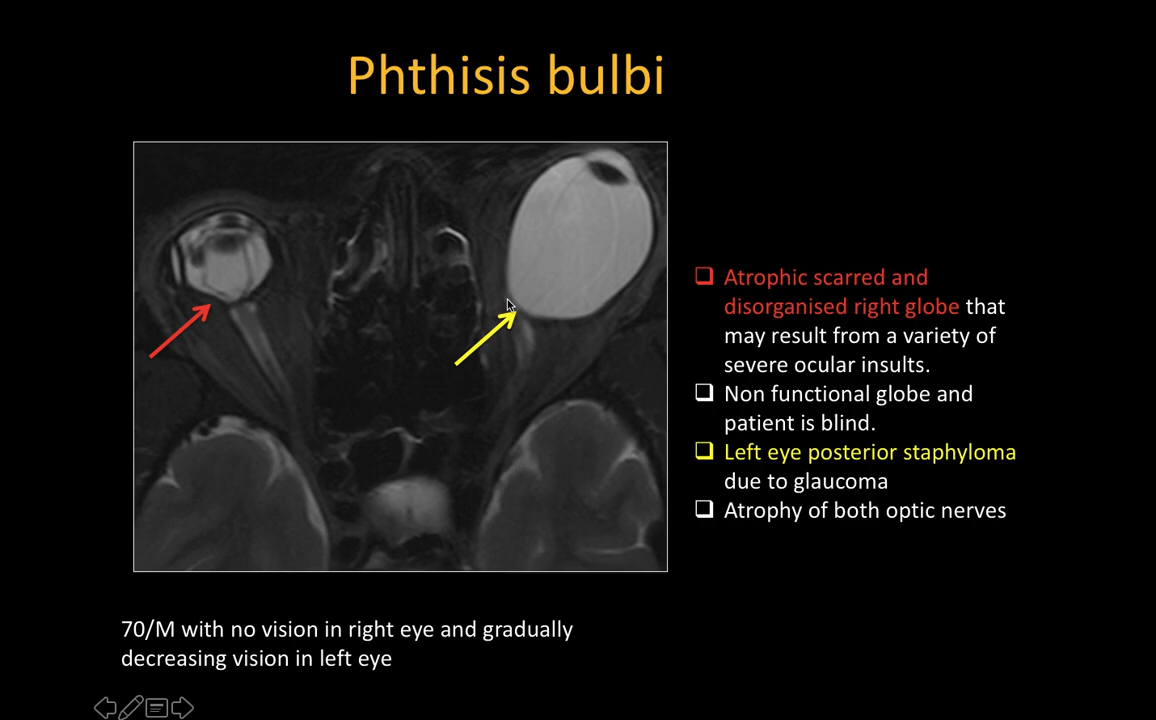 Phthisis bulbi
Atrophic scarred and
disorganised right globe that
may result from a variety of
severe ocular insults.
Non functional globe and
patient is blind.
Left eye posterior staphyloma
due to glaucoma
Atrophy of both optic nerves
70/M with no vision in right eye and gradually
decreasing vision in left eye